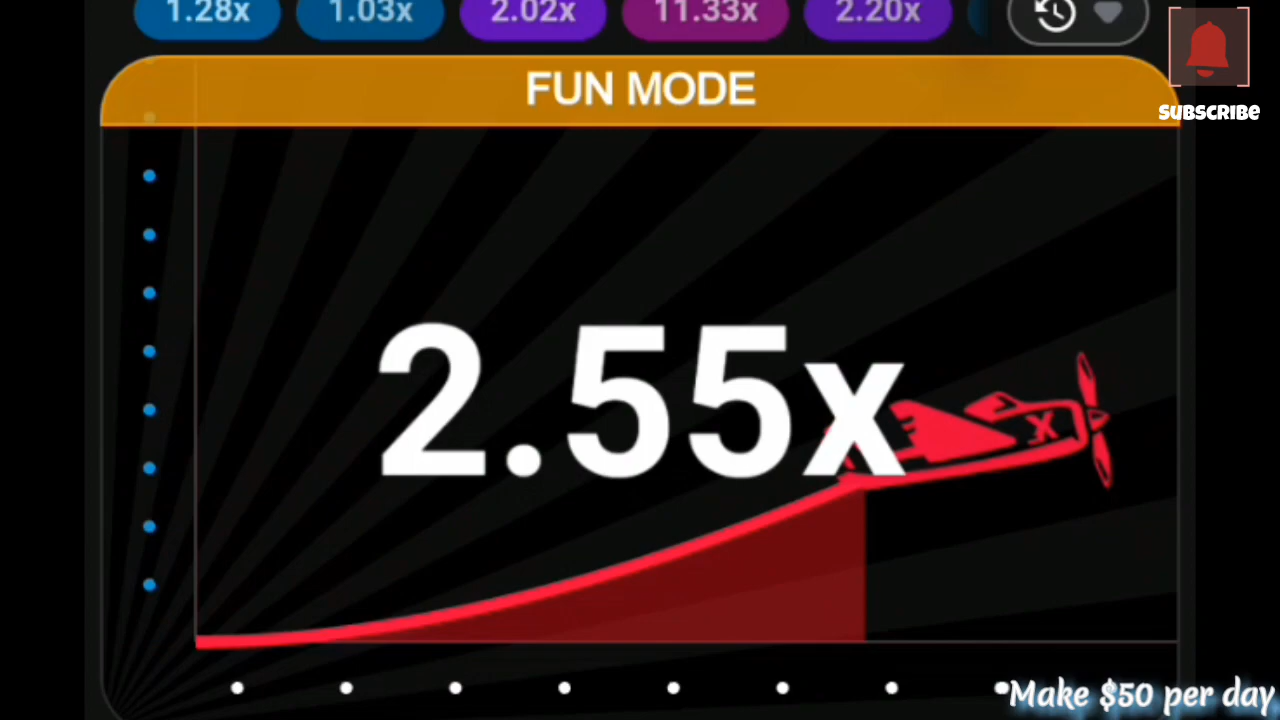 1.28x 1.03x 2.02x 11.33x 2.20x
FUN MODE
SUBSCRIBE
2.55x
X
Make $50 per day